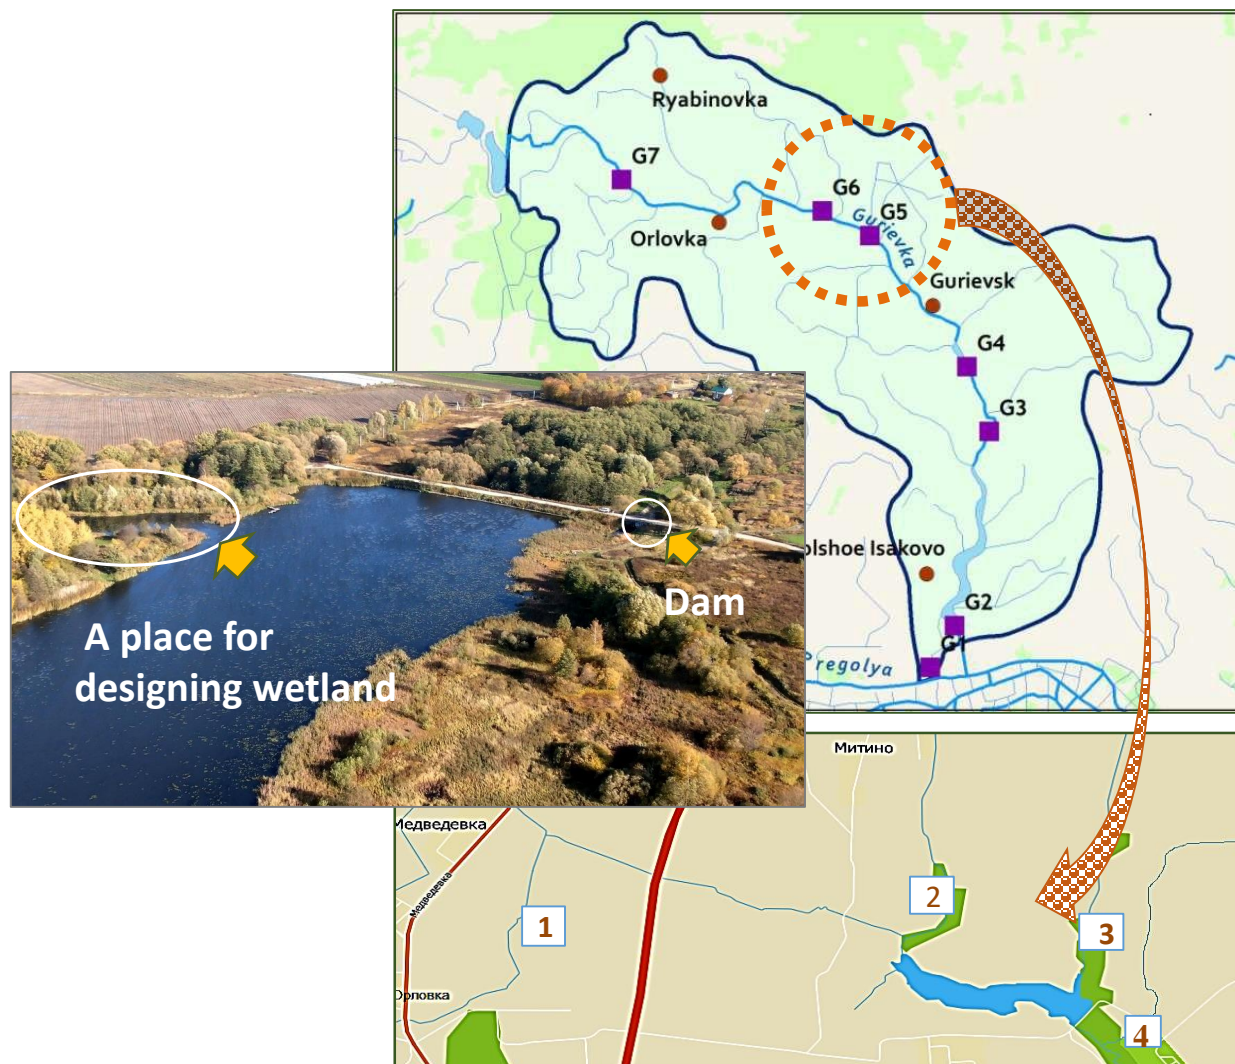 Ryabinovka
G7
G6
G5
Gurievka
Orlovka
Gurievsk
G4
G3
olshoe Isakovo
G2
G1
Pregolya
A place for
designing wetland
Dam
Митино
Медведевка
Медведевка
Орловка
1
2
3
4